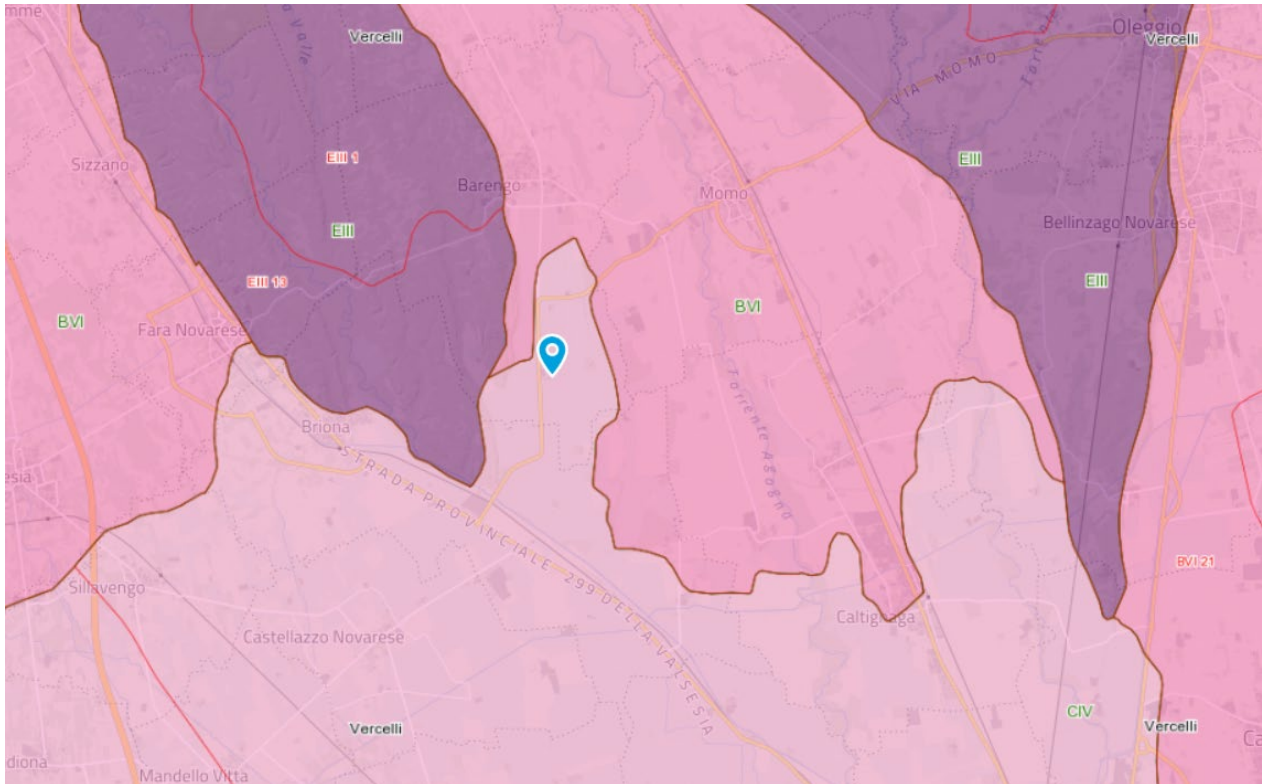 Vercelli
Oleggio
Vercelli
VIA MOMO
Sizzano
EIII 1
EIII
Barengo
Momo
EIII
Bellinzago Novarese
EIII 13
EIII
BVI
Fara Novarese
BVI
Briona
Torrente Agogna
STRADA PROVINCIALE 299 DELLA VALSESIA
BVI 21
Sillavengo
Castellazzo Novarese
Caltignaga
CIV
Vercelli
Vercelli
Mandello Vitta